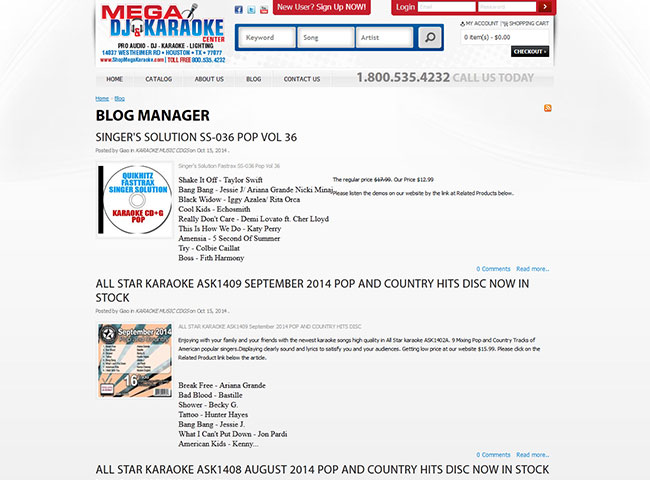 MEGA
DJ & KARAOKE
CENTER
PRO AUDIO - DJ - KARAOKE - LIGHTING
14037 WESTHEIMER RD • HOUSTON • TX • 77077
www.ShopMegaKaraoke.com | TOLL FREE 800.535.4232
New User? Sign Up NOW!
Login Email Password
MY ACCOUNT | SHOPPING CART
0 item(s) - $0.00
CHECKOUT
Keyword Song Artist
HOME CATALOG ABOUT US BLOG CONTACT US 1.800.535.4232 CALL US TODAY
Home - Blog
BLOG MANAGER
SINGER'S SOLUTION SS-036 POP VOL 36
Posted by Gao in KARAOKE MUSIC CDGS on Oct 15, 2014 .
QUIKHITZ
FASTTRAX
SINGER SOLUTION
KARAOKE CD+G
POP
Singer's Solution Fastrax SS-036 Pop Vol 36
Shake It Off - Taylor Swift
Bang Bang - Jessie J/ Ariana Grande Nicki Minaj
Black Widow - Iggy Azalea/ Rita Orca
Cool Kids - Echosmith
Really Don't Care - Demi Lovato ft. Cher Lloyd
This Is How We Do - Katy Perry
Amensia - 5 Second Of Summer
Try - Colbie Caillat
Boss - Fith Harmony
The regular price $17.99. Our Price $12.99
Please listen the demos on our website by the link at Related Products below.
0 Comments Read more..
ALL STAR KARAOKE ASK1409 SEPTEMBER 2014 POP AND COUNTRY HITS DISC NOW IN
STOCK
Posted by Gao in KARAOKE MUSIC CDGS on Oct 15, 2014 .
September 2014
16
ALL STAR KARAOKE ASK1409 September 2014 POP AND COUNTRY HITS DISC
Enjoying with your family and your friends with the newest karaoke songs high quality in All Star karaoke ASK1402A. 9 Mixing Pop and Country Tracks of
American popular singers.Displaying clearly sound and lyrics to satisfy you and your audiences. Getting low price at our website $15.99. Please click on the
Related Product link below the article.
Break Free - Ariana Grande
Bad Blood - Bastille
Shower - Becky G.
Tattoo - Hunter Hayes
Bang Bang - Jessie J.
What I Can't Put Down - Jon Pardi
American Kids - Kenny...
0 Comments Read more..
ALL STAR KARAOKE ASK1408 AUGUST 2014 POP AND COUNTRY HITS DISC NOW IN STOCK